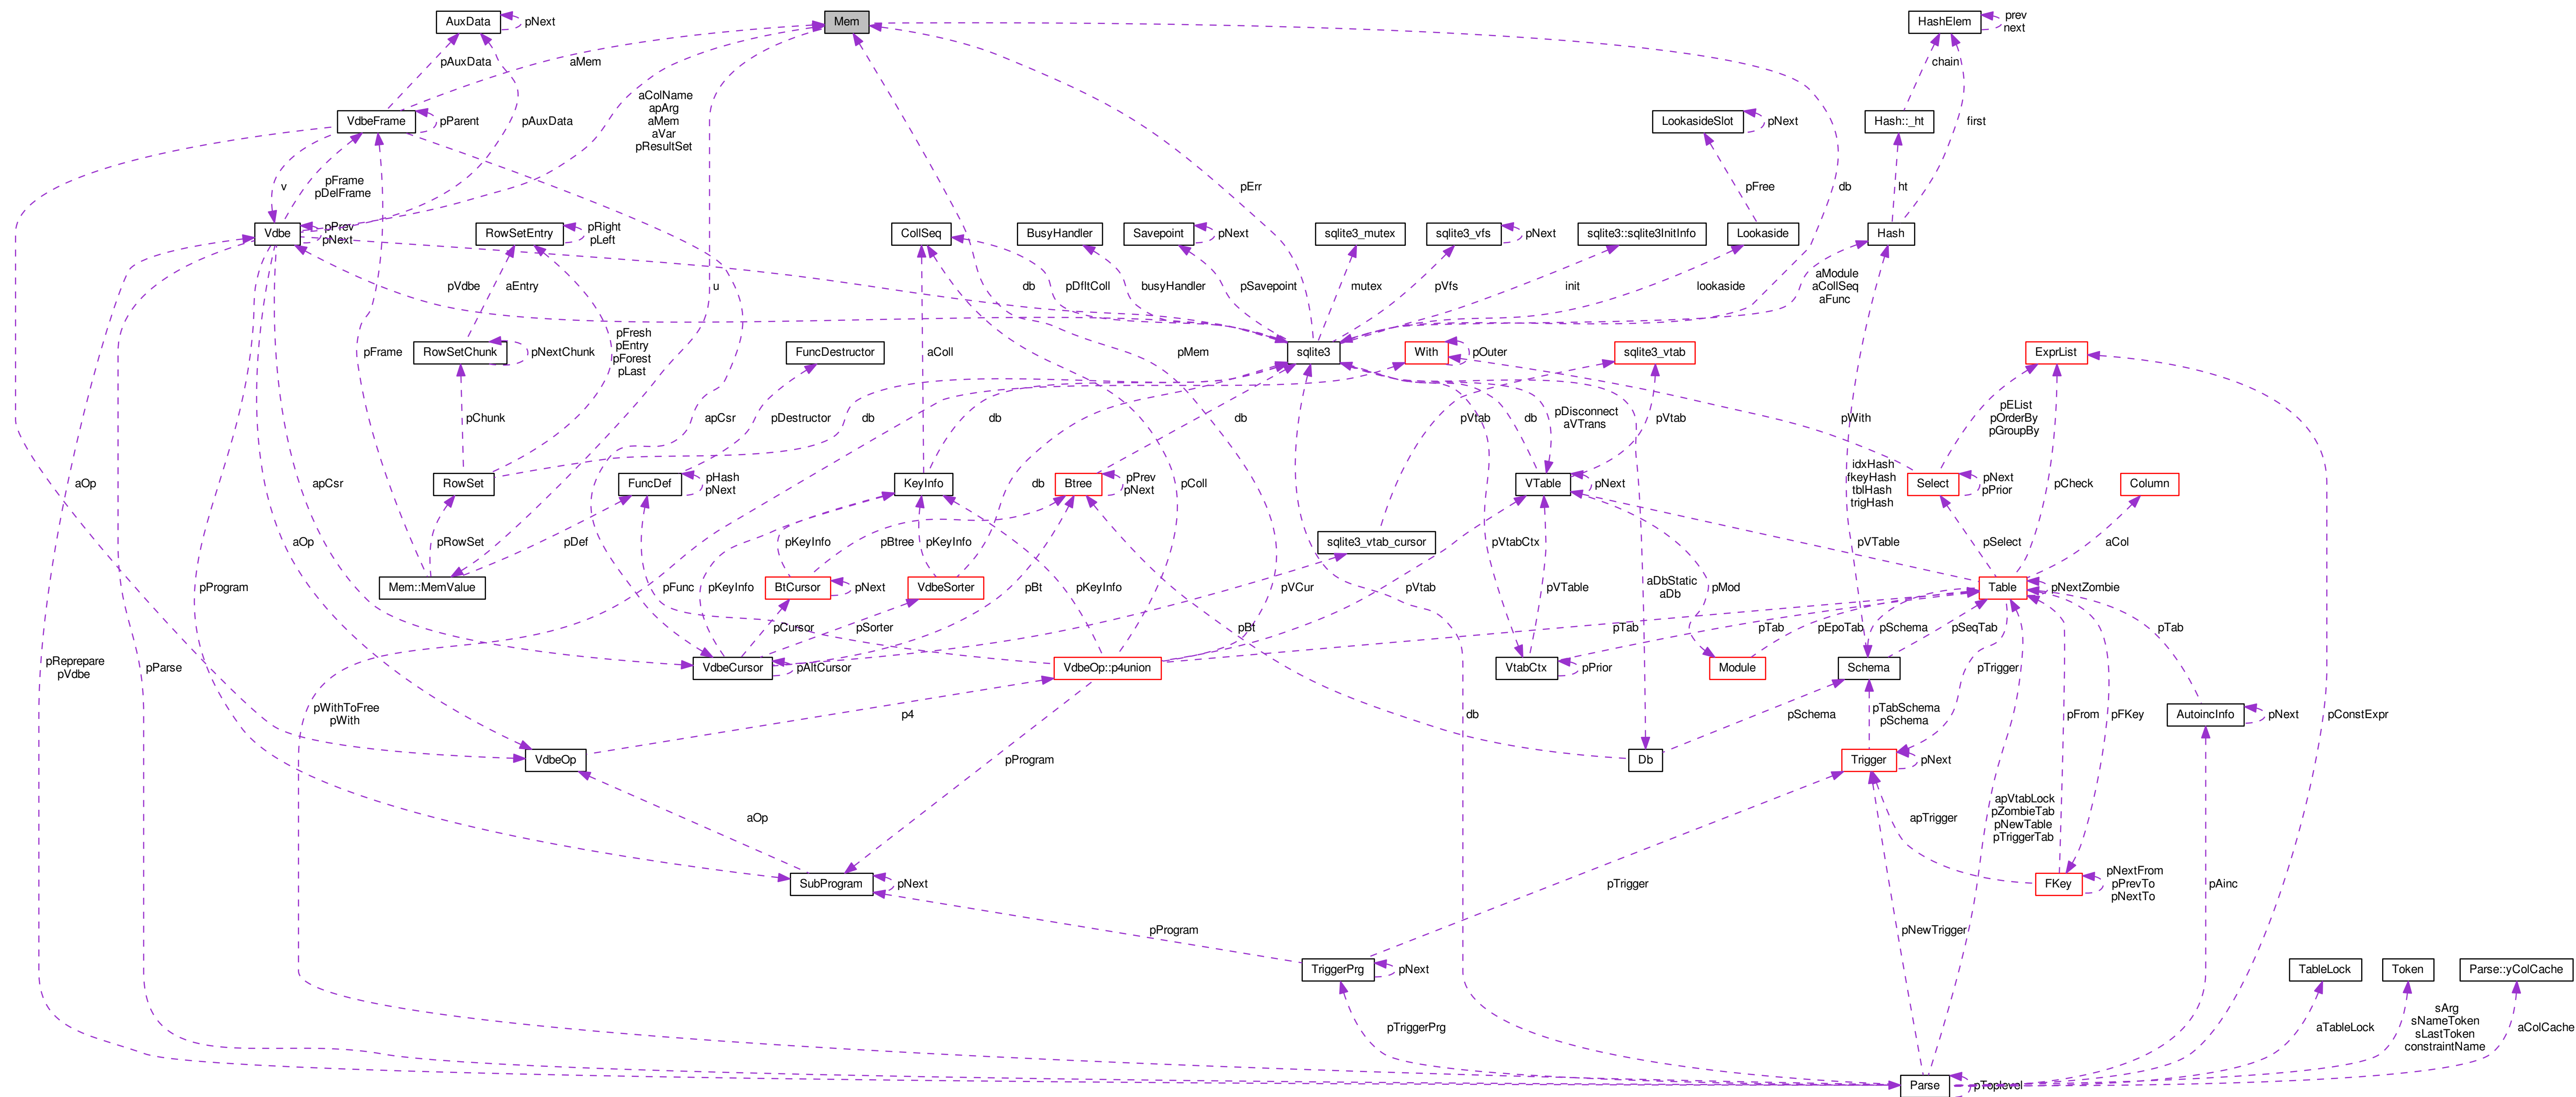 AuxData
pNext
Mem
HashElem
prev
next
pAuxData
aMem
chain
VdbeFrame
pParent
pAuxData
aColName
apArg
aMem
aVar
pResultSet
LookasideSlot
pNext
Hash::_ht
first
v
pFrame
pDelFrame
pErr
pFree
db
ht
Vdbe
pPrev
pNext
RowSetEntry
pRight
pLeft
CollSeq
BusyHandler
Savepoint
pNext
sqlite3_mutex
sqlite3_vfs
pNext
sqlite3::sqlite3InitInfo
Lookaside
Hash
pVdbe
aEntry
u
db
pDfltColl
busyHandler
pSavepoint
mutex
pVfs
init
lookaside
aModule
aCollSeq
aFunc
pFrame
RowSetChunk
pNextChunk
pFresh
pEntry
pForest
pLast
FuncDestructor
aColl
pMem
sqlite3
With
pOuter
sqlite3_vtab
ExprList
pChunk
apCsr
pDestructor
db
db
db
pVtab
pDisconnect
aVTrans
db
pVtab
pWith
pEList
pOrderBy
pGroupBy
aOp
apCsr
RowSet
FuncDef
pHash
pNext
KeyInfo
db
Btree
pPrev
pNext
pColl
VTable
pNext
idxHash
fkeyHash
tblHash
trigHash
Select
pNext
pPrior
pCheck
Column
aOp
pRowSet
pDef
pKeyInfo
pBtree
pKeyInfo
sqlite3_vtab_cursor
pVtabCtx
pVTable
pSelect
aCol
pProgram
Mem::MemValue
pFunc
pKeyInfo
BtCursor
pNext
VdbeSorter
pBt
pKeyInfo
pVCur
pVtab
pVTable
aDbStatic
aDb
pMod
Table
pNextZombie
pCursor
pSorter
pBt
pTab
pTab
pEpoTab
pSchema
pSeqTab
pTab
pReprepare
pVdbe
pParse
VdbeCursor
pAltCursor
VdbeOp::p4union
VtabCtx
pPrior
Module
Schema
pTrigger
pWithToFree
pWith
p4
db
pSchema
pTabSchema
pSchema
pFrom
pFKey
AutoincInfo
pNext
pConstExpr
VdbeOp
pProgram
Db
Trigger
pNext
aOp
apTrigger
apVtabLock
pZombieTab
pNewTable
pTriggerTab
SubProgram
pNext
pTrigger
FKey
pNextFrom
pPrevTo
pNextTo
pAinc
pProgram
pNewTrigger
TriggerPrg
pNext
TableLock
Token
Parse::yColCache
pTriggerPrg
aTableLock
sArg
sNameToken
sLastToken
constraintName
aColCache
Parse
pToplevel